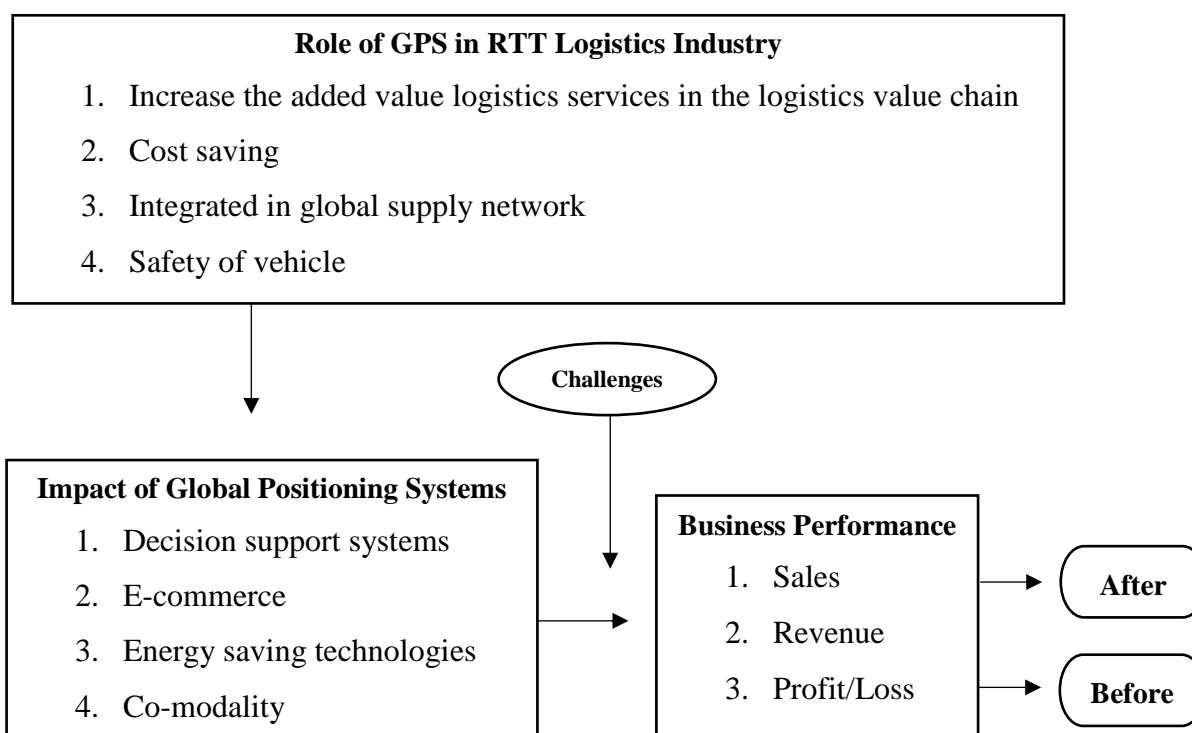 Role of GPS in RTT Logistics Industry
1. Increase the added value logistics services in the logistics value chain
2. Cost saving
3. Integrated in global supply network
4. Safety of vehicle
Challenges
Impact of Global Positioning Systems
1. Decision support systems
2. E-commerce
3. Energy saving technologies
4. Co-modality
Business Performance
1. Sales
2. Revenue
3. Profit/Loss
After
Before